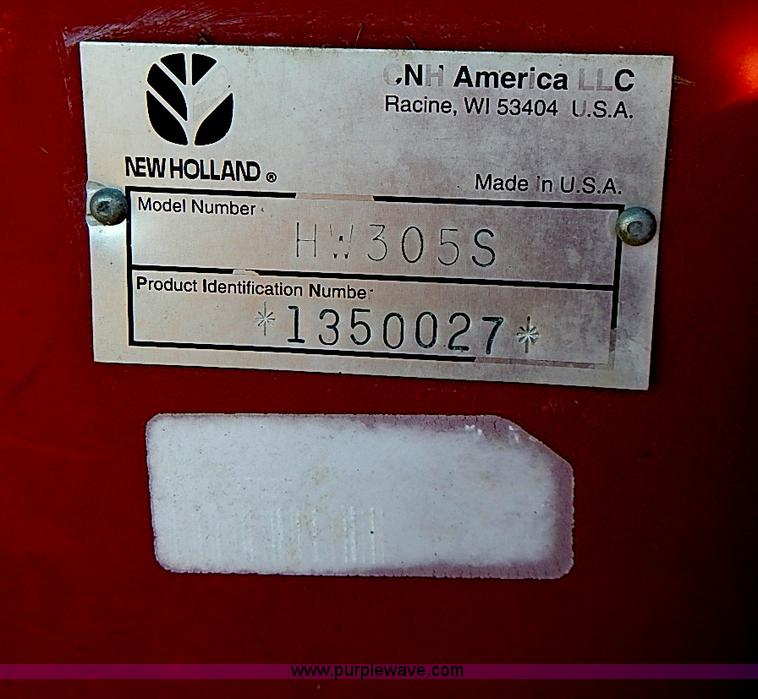 CNH America LLC
Racine, WI 53404 U.S.A.
NEW HOLLAND ®
Made in U.S.A.
Model Number
HW305S
Product Identification Number
*1350027*
www.purplewave.com